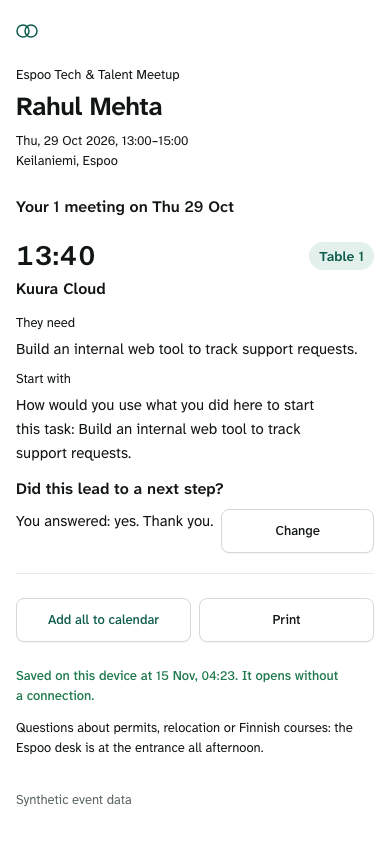 Espoo Tech & Talent Meetup
Rahul Mehta
Thu, 29 Oct 2026, 13:00–15:00
Keilaniemi, Espoo
Your 1 meeting on Thu 29 Oct
13:40
Table 1
Kuura Cloud
They need
Build an internal web tool to track support requests.
Start with
How would you use what you did here to start
this task: Build an internal web tool to track
support requests.
Did this lead to a next step?
You answered: yes. Thank you.
Change
Add all to calendar
Print
Saved on this device at 15 Nov, 04:23. It opens without
a connection.
Questions about permits, relocation or Finnish courses: the
Espoo desk is at the entrance all afternoon.
Synthetic event data